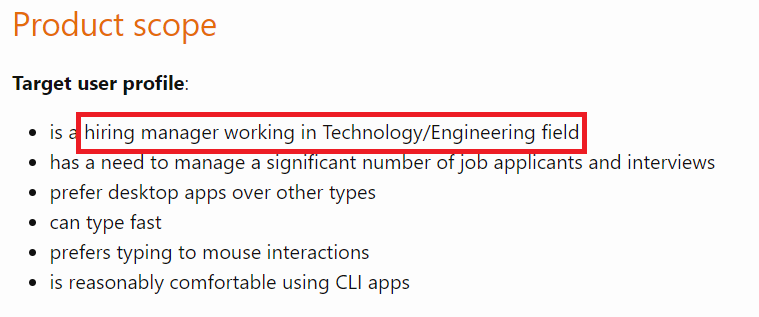 Product scope
Target user profile:
• is a hiring manager working in Technology/Engineering field
• has a need to manage a significant number of job applicants and interviews
• prefer desktop apps over other types
• can type fast
• prefers typing to mouse interactions
• is reasonably comfortable using CLI apps